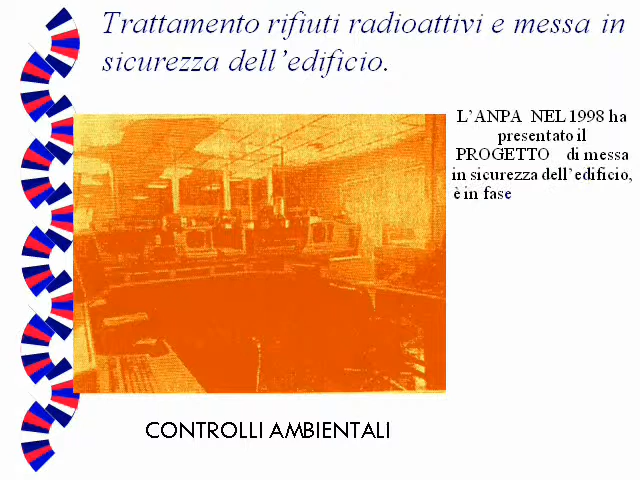 Trattamento rifiuti radioattivi e messa in
sicurezza dell'edificio.
L'ANPA NEL 1998 ha
presentato il
PROGETTO di messa
in sicurezza dell'edificio,
è in fase
CONTROLLI AMBIENTALI